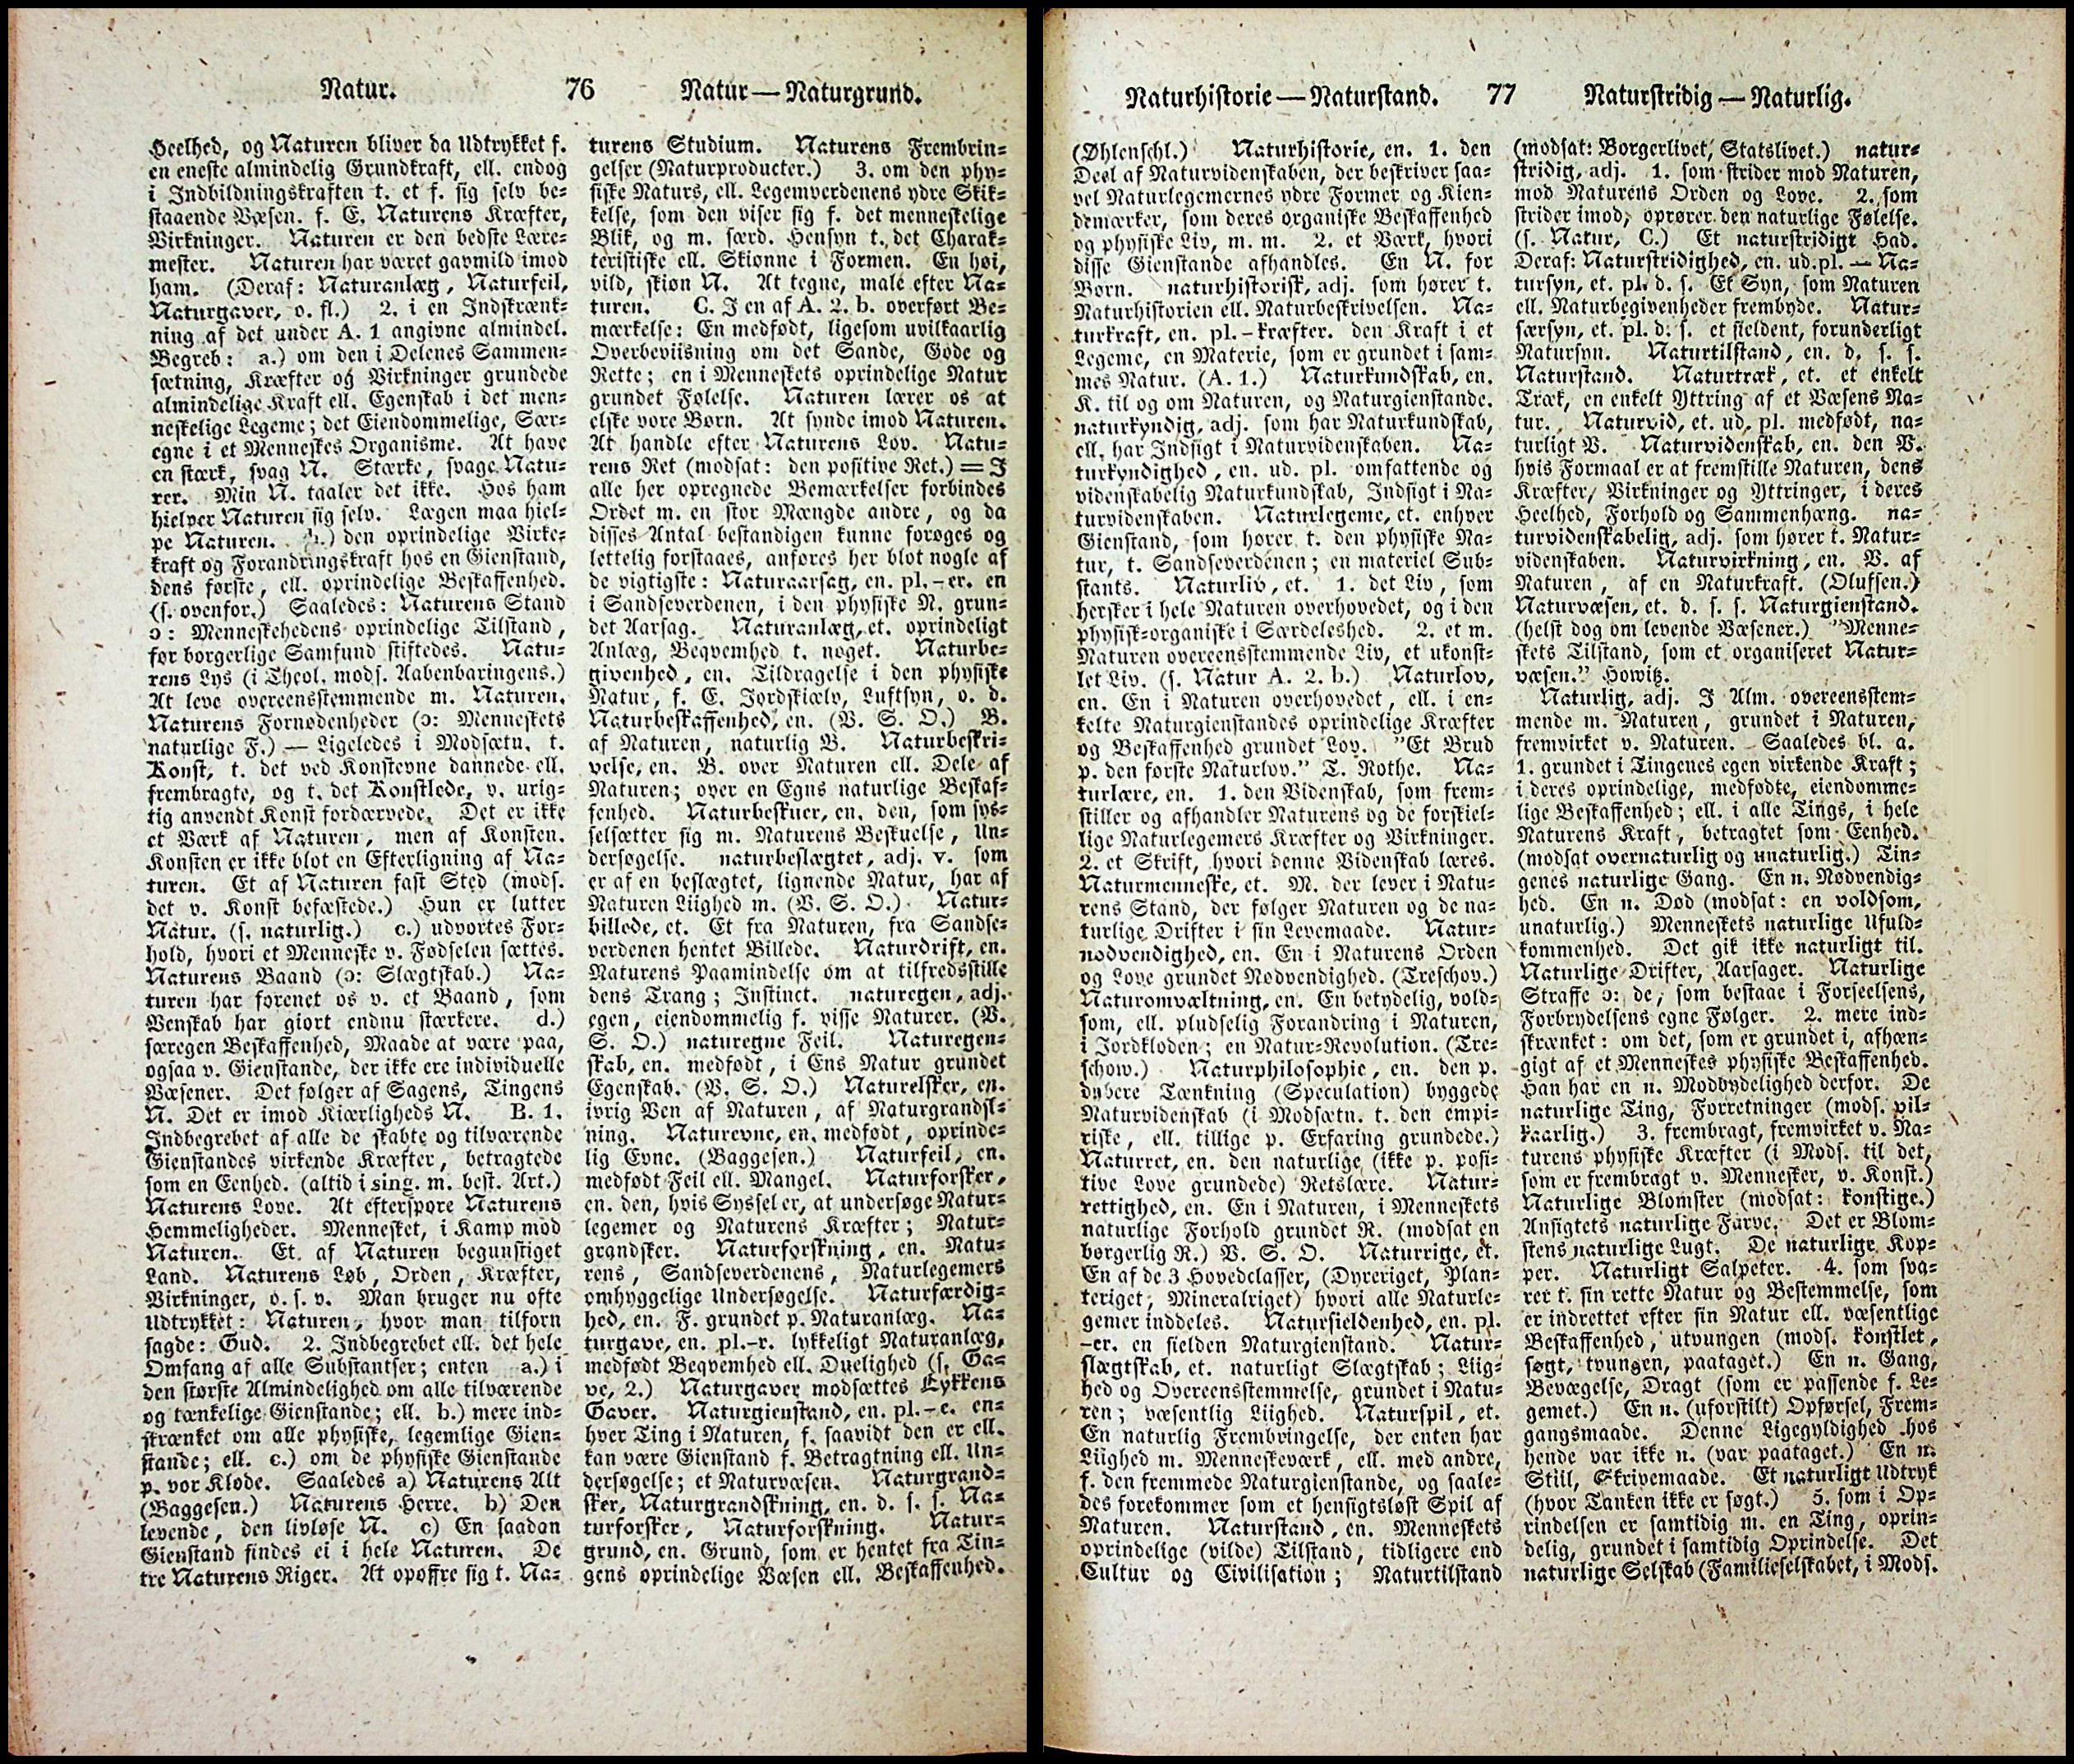 Natur. 76 Natur — Naturgrund.
Heelhed, og Naturen bliver da Udtrykket f.
en eneste almindelig Grundkraft, ell. endog
i Indbildningskraften t. et f. sig selv be-
staaende Væsen. f. E. Naturens Kræfter,
Virkninger. Naturen er den bedste Lære-
mester. Naturen har været gavmild imod
ham. (Deraf: Naturanlæg, Naturfeil,
Naturgaver, o. fl.) 2. i en Indskrænk-
ning af det under A. 1 angivne almindel.
Begreb: a.) om den i Delenes Sammen-
sætning, Kræfter og Virkninger grundede
almindelige Kraft ell. Egenskab i det men-
neskelige Legeme; det Eiendommelige, Sær-
egne i et Menneskes Organisme. At have
en stærk, svag N. Stærke, svage Natu-
rer. Min N. taaler det ikke. Hos ham
hielper Naturen sig selv. Lægen maa hiel-
pe Naturen. b.) den oprindelige Virke-
kraft og Forandringskraft hos en Gienstand,
dens første, ell. oprindelige Beskaffenhed.
(s. ovenfor.) Saaledes: Naturens Stand
ɔ: Menneskehedens oprindelige Tilstand,
før borgerlige Samfund stiftedes. Natu-
rens Lys (i Theol. mods. Aabenbaringens.)
At leve overeensstemmende m. Naturen.
Naturens Fornødenheder (ɔ: Menneskets
naturlige F.) — Ligeledes i Modsætn. t.
Konst, t. det ved Konstevne dannede ell.
frembragte, og t. det Konstlede, v. urig-
tig anvendt Konst fordærvede. Det er ikke
et Værk af Naturen, men af Konsten.
Konsten er ikke blot en Efterligning af Na-
turen. Et af Naturen fast Sted (mods.
det v. Konst befæstede.) Hun er lutter
Natur. (s. naturlig.) c.) udvortes For-
hold, hvori et Menneske v. Fødselen sættes.
Naturens Baand (ɔ: Slægtskab.) Na-
turen har forenet os v. et Baand, som
Venskab har giort endnu stærkere. d.)
særegen Beskaffenhed, Maade at være paa,
ogsaa v. Gienstande, der ikke ere individuelle
Væsener. Det følger af Sagens, Tingens
N. Det er imod Kiærligheds N. B. 1.
Indbegrebet af alle de skabte og tilværende
Gienstandes virkende Kræfter, betragtede
som en Eenhed. (altid i sing. m. best. Art.)
Naturens Love. At efterspore Naturens
Hemmeligheder. Mennesket, i Kamp mod
Naturen. Et af Naturen begunstiget
Land. Naturens Løb, Orden, Kræfter,
Virkninger, o. s. v. Man bruger nu ofte
Udtrykket: Naturen, hvor man tilforn
sagde: Gud. 2. Indbegrebet ell. det hele
Omfang af alle Substantser; enten a.) i
den største Almindelighed om alle tilværende
og tænkelige Gienstande; ell. b.) mere ind-
skrænket om alle physiske, legemlige Gien-
stande; ell. c.) om de physiske Gienstande
p. vor Klode. Saaledes a) Naturens Alt
(Baggesen.) Naturens Herre. b) Den
levende, den livløse N. c) En saadan
Gienstand findes ei i hele Naturen. De
tre Naturens Riger. At opoffre sig t. Na-
turens Studium. Naturens Frembrin-
gelser (Naturproducter.) 3. om den phy-
siske Naturs, ell. Legemverdenens ydre Skik-
kelse, som den viser sig f. det menneskelige
Blik, og m. særd. Hensyn t. det Charak-
teristiske ell. Skiønne i Formen. En høi,
vild, skiøn N. At tegne, male efter Na-
turen. C. I en af A. 2. b. overført Be-
mærkelse: En medfødt, ligesom uvilkaarlig
Overbeviisning om det Sande, Gode og
Rette; en i Menneskets oprindelige Natur
grundet Følelse. Naturen lærer os at
elske vore Børn. At synde imod Naturen.
At handle efter Naturens Lov. Natu-
rens Ret (modsat: den positive Ret.) = I
alle her opregnede Bemærkelser forbindes
Ordet m. en stor Mængde andre, og da
disses Antal bestandigen kunne forøges og
lettelig forstaaes, anføres her blot nogle af
de vigtigste: Naturaarsag, en. pl. -er. en
i Sandseverdenen, i den physiske N. grun-
det Aarsag. Naturanlæg, et. oprindeligt
Anlæg, Beqvemhed t. noget. Naturbe-
givenhed, en. Tildragelse i den physiske
Natur, f. E. Jordskiælv, Luftsyn, o. d.
Naturbeskaffenhed, en. (V. S. O.) B.
af Naturen, naturlig B. Naturbeskri-
velse, en. B. over Naturen ell. Dele af
Naturen; over en Egns naturlige Beskaf-
fenhed. Naturbeskuer, en. den, som sys-
selsætter sig m. Naturens Beskuelse, Un-
dersøgelse. naturbeslægtet, adj. v. som
er af en beslægtet, lignende Natur, har af
Naturen Liighed m. (V. S. O.) Natur-
billede, et. Et fra Naturen, fra Sandse-
verdenen hentet Billede. Naturdrift, en.
Naturens Paamindelse om at tilfredsstille
dens Trang; Instinct. naturegen, adj.
egen, eiendommelig f. visse Naturer. (V.
S. O.) naturegne Feil. Naturegen-
skab, en. medfødt, i Ens Natur grundet
Egenskab. (V. S. O.) Naturelsker, en.
ivrig Ven af Naturen, af Naturgrandsk-
ning. Naturevne, en. medfødt, oprinde-
lig Evne. (Baggesen.) Naturfeil, en.
medfødt Feil ell. Mangel. Naturforsker,
en. den, hvis Syssel er, at undersøge Natur-
legemer og Naturens Kræfter; Natur-
grandsker. Naturforskning, en. Natu-
rens, Sandseverdenens, Naturlegemers
omhyggelige Undersøgelse. Naturfærdig-
hed, en. F. grundet p. Naturanlæg. Na-
turgave, en. pl.-r. lykkeligt Naturanlæg,
medfødt Beqvemhed ell. Duelighed (s. Ga-
ve, 2.) Naturgaver modsættes Lykkens
Gaver. Naturgienstand, en. pl.-e. en-
hver Ting i Naturen, f. saavidt den er ell.
kan være Gienstand f. Betragtning ell. Un-
dersøgelse; et Naturvæsen. Naturgrand-
sker, Naturgrandskning, en. d. s. s. Na-
turforsker, Naturforskning. Natur-
grund, en. Grund, som er hentet fra Tin-
gens oprindelige Væsen ell. Beskaffenhed.
Naturhistorie — Naturstand. 77 Naturstridig — Naturlig.
(Øhlenschl.) Naturhistorie, en. 1. den
Deel af Naturvidenskaben, der beskriver saa-
vel Naturlegemernes ydre Former og Kien-
demærker, som deres organiske Beskaffenhed
og physiske Liv, m. m. 2. et Værk, hvori
disse Gienstande afhandles. En N. for
Børn. naturhistorisk, adj. som hører t.
Naturhistorien ell. Naturbeskrivelsen. Na-
turkraft, en. pl. -kræfter. den Kraft i et
Legeme, en Materie, som er grundet i sam-
mes Natur. (A. 1.) Naturkundskab, en.
K. til og om Naturen, og Naturgienstande.
naturkyndig, adj. som har Naturkundskab,
ell. har Indsigt i Naturvidenskaben. Na-
turkyndighed, en. ud. pl. omfattende og
videnskabelig Naturkundskab, Indsigt i Na-
turvidenskaben. Naturlegeme, et. enhver
Gienstand, som hører t. den physiske Na-
tur, t. Sandseverdenen; en materiel Sub-
stants. Naturliv, et. 1. det Liv, som
hersker i hele Naturen overhovedet, og i den
physisk-organiske i Særdeleshed. 2. et m.
Naturen overeensstemmende Liv, et ukonst-
let Liv. (s. Natur A. 2. b.) Naturlov,
en. En i Naturen overhovedet, ell. i en-
kelte Naturgienstandes oprindelige Kræfter
og Beskaffenhed grundet Lov. "Et Brud
p. den første Naturlov." T. Rothe. Na-
turlære, en. 1. den Videnskab, som frem-
stiller og afhandler Naturens og de forskiel-
lige Naturlegemers Kræfter og Virkninger.
2. et Skrift, hvori denne Videnskab læres.
Naturmenneske, et. M. der lever i Natu-
rens Stand, der følger Naturen og de na-
turlige Drifter i sin Levemaade. Natur-
nødvendighed, en. En i Naturens Orden
og Love grundet Nødvendighed. (Treschov.)
Naturomvæltning, en. En betydelig, vold-
som, ell. pludselig Forandring i Naturen,
i Jordkloden; en Natur-Revolution. (Tre-
schow.) Naturphilosophie, en. den p.
dybere Tænkning (Speculation) byggede
Naturvidenskab (i Modsætn. t. den empi-
riske, ell. tillige p. Erfaring grundede.)
Naturret, en. den naturlige (ikke p. posi-
tive Love grundede) Retslære. Natur-
rettighed, en. En i Naturen, i Menneskets
naturlige Forhold grundet R. (modsat en
borgerlig R.) V. S. O. Naturrige, et.
En af de 3 Hovedclasser, (Dyreriget, Plan-
teriget, Mineralriget) hvori alle Naturle-
gemer inddeles. Naturfieldenhed, en. pl.
-er. en sielden Naturgienstand. Natur-
slægtskab, et. naturligt Slægtskab; Liig-
hed og Overeensstemmelse, grundet i Natu-
ren; væsentlig Liighed. Naturspil, et.
En naturlig Frembringelse, der enten har
Liighed m. Menneskeværk, ell. med andre,
f. den fremmede Naturgienstande, og saale-
des forekommer som et hensigtsløst Spil af
Naturen. Naturstand, en. Menneskets
oprindelige (vilde) Tilstand, tidligere end
Cultur og Civilisation; Naturtilstand
(modsat: Borgerlivet, Statslivet.) natur-
stridig, adj. 1. som strider mod Naturen,
mod Naturens Orden og Love. 2. som
strider imod, oprører den naturlige Følelse.
(s. Natur, C.) Et naturstridigt Had.
Deraf: Naturstridighed, en. ud. pl. — Na-
tursyn, et. pl. d. s. Et Syn, som Naturen
ell. Naturbegivenheder frembyde. Natur-
særsyn, et. pl. d. s. et sieldent, forunderligt
Natursyn. Naturtilstand, en. d. s. s.
Naturstand. Naturtræk, et. et enkelt
Træk, en enkelt Yttring af et Væsens Na-
tur. Naturvid, et. ud. pl. medfødt, na-
turligt V. Naturvidenskab, en. den V.
hvis Formaal er at fremstille Naturen, dens
Kræfter, Virkninger og Yttringer, i deres
Heelhed, Forhold og Sammenhæng. na-
turvidenskabelig, adj. som hører t. Natur-
videnskaben. Naturvirkning, en. V. af
Naturen, af en Naturkraft. (Olufsen.)
Naturvæsen, et. d. s. s. Naturgienstand.
(helst dog om levende Væsener.) "Menne-
skets Tilstand, som et organiseret Natur-
væsen." Howitz.
Naturlig, adj. I Alm. overeensstem-
mende m. Naturen, grundet i Naturen,
fremvirket v. Naturen. Saaledes bl. a.
1. grundet i Tingenes egen virkende Kraft;
i deres oprindelige, medfødte, eiendomme-
lige Beskaffenhed; ell. i alle Tings, i hele
Naturens Kraft, betragtet som Eenhed.
(modsat overnaturlig og unaturlig.) Tin-
genes naturlige Gang. En n. Nødvendig-
hed. En n. Død (modsat: en voldsom,
unaturlig.) Menneskets naturlige Ufuld-
kommenhed. Det gik ikke naturligt til.
Naturlige Drifter, Aarsager. Naturlige
Straffe ɔ: de, som bestaae i Forseelsens,
Forbrydelsens egne Følger. 2. mere ind-
skrænket: om det, som er grundet i, afhæn-
gigt af et Menneskes physiske Beskaffenhed.
Han har en n. Modbydelighed derfor. De
naturlige Ting, Forretninger (mods. vil-
kaarlig.) 3. frembragt, fremvirket v. Na-
turens physiske Kræfter (i Mods. til det,
som er frembragt v. Mennesker, v. Konst.)
Naturlige Blomster (modsat: konstige.)
Ansigtets naturlige Farve. Det er Blom-
stens naturlige Lugt. De naturlige Kop-
per. Naturligt Salpeter. 4. som sva-
rer t. sin rette Natur og Bestemmelse, som
er indrettet efter sin Natur ell. væsentlige
Beskaffenhed, utvungen (mods. konstlet,
søgt, tvungen, paataget.) En n. Gang,
Bevægelse, Dragt (som er passende f. Le-
gemet.) En n. (uforstilt) Opførsel, Frem-
gangsmaade. Denne Ligegyldighed hos
hende var ikke n. (var paataget.) En n.
Stiil, Skrivemaade. Et naturligt Udtryk
(hvor Tanken ikke er søgt.) 5. som i Op-
rindelsen er samtidig m. en Ting, oprin-
delig, grundet i samtidig Oprindelse. Det
naturlige Selskab (Familieselskabet, i Mods.